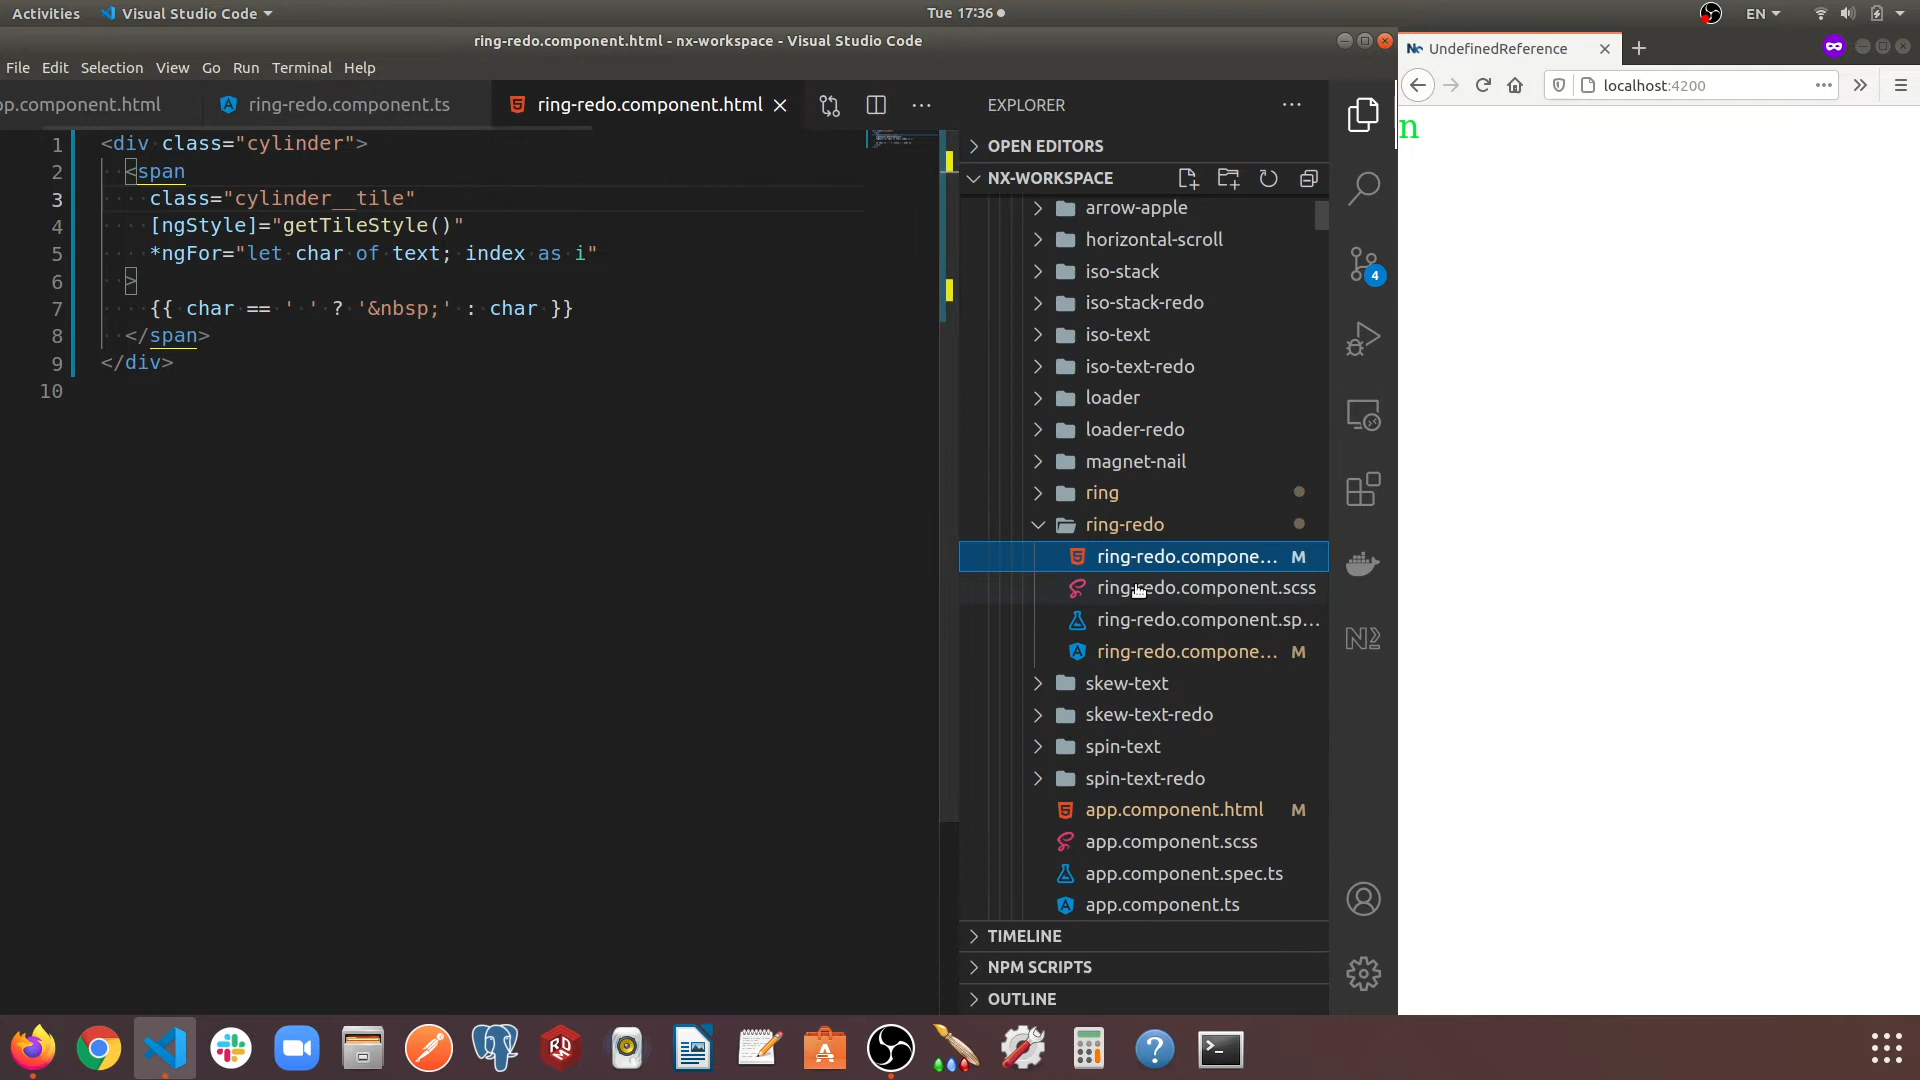 Activities Visual Studio Code Tue 17:36 EN
ring-redo.component.html - nx-workspace - Visual Studio Code
File Edit Selection View Go Run Terminal Help
pp.component.html ring-redo.component.ts ring-redo.component.html
1 <div class="cylinder">
2 <span
3 class="cylinder__tile"
4 [ngStyle]="getTileStyle()"
5 *ngFor="let char of text; index as i"
6 >
7 {{ char == ' ' ? '&nbsp;' : char }}
8 </span>
9 </div>
10
EXPLORER
OPEN EDITORS
NX-WORKSPACE
arrow-apple
horizontal-scroll
iso-stack
iso-stack-redo
iso-text
iso-text-redo
loader
loader-redo
magnet-nail
ring
ring-redo
ring-redo.compone... M
ring-redo.component.scss
ring-redo.component.sp...
ring-redo.compone... M
skew-text
skew-text-redo
spin-text
spin-text-redo
app.component.html M
app.component.scss
app.component.spec.ts
app.component.ts
TIMELINE
NPM SCRIPTS
OUTLINE
4
UndefinedReference
localhost:4200
n